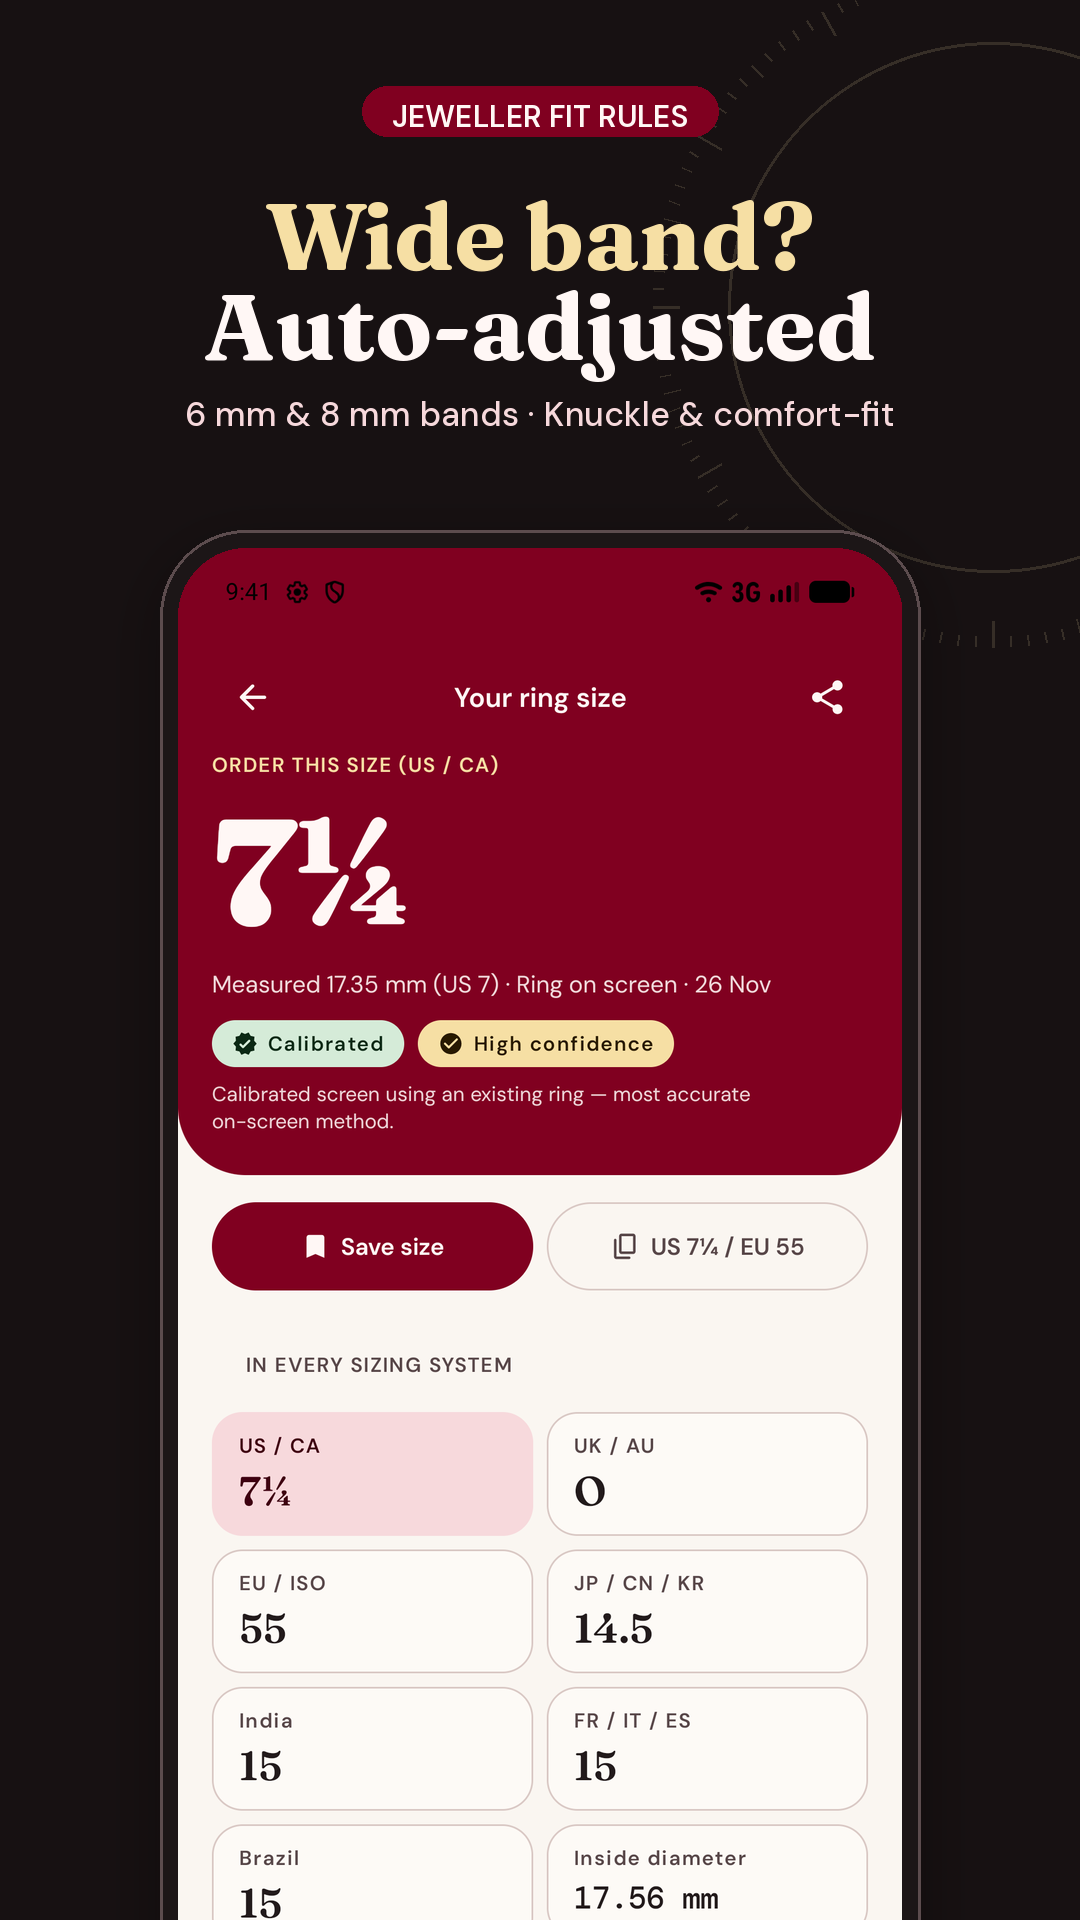 JEWELLER FIT RULES
Wide band?
Auto-adjusted
6 mm & 8 mm bands · Knuckle & comfort-fit
9:41
3G
Your ring size
ORDER THIS SIZE (US / CA)
7¼
Measured 17.35 mm (US 7) · Ring on screen · 26 Nov
Calibrated
High confidence
Calibrated screen using an existing ring — most accurate
on-screen method.
Save size
US 7¼ / EU 55
IN EVERY SIZING SYSTEM
US / CA
7¼
UK / AU
O
EU / ISO
55
JP / CN / KR
14.5
India
15
FR / IT / ES
15
Brazil
15
Inside diameter
17.56 mm